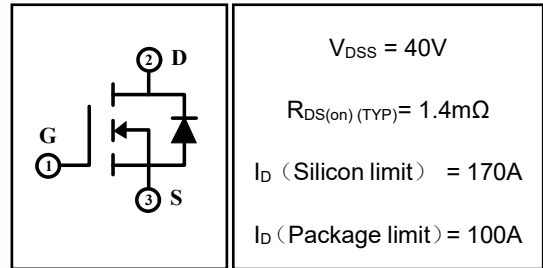 2 D
G
1
3 S
VDSS = 40V
RDS(on) (TYP)= 1.4mΩ
ID（Silicon limit） = 170A
ID（Package limit）= 100A